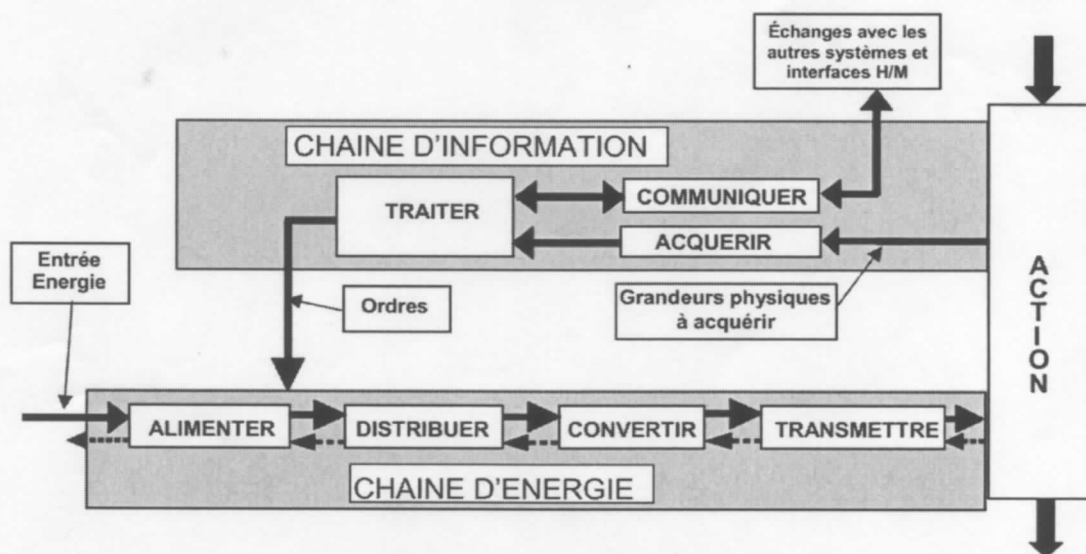 Échanges avec les
autres systèmes et
interfaces H/M
CHAINE D'INFORMATION
TRAITER
COMMUNIQUER
ACQUERIR
Entrée
Energie
Ordres
Grandeurs physiques
à acquérir
ACTION
ALIMENTER
DISTRIBUER
CONVERTIR
TRANSMETTRE
CHAINE D'ENERGIE